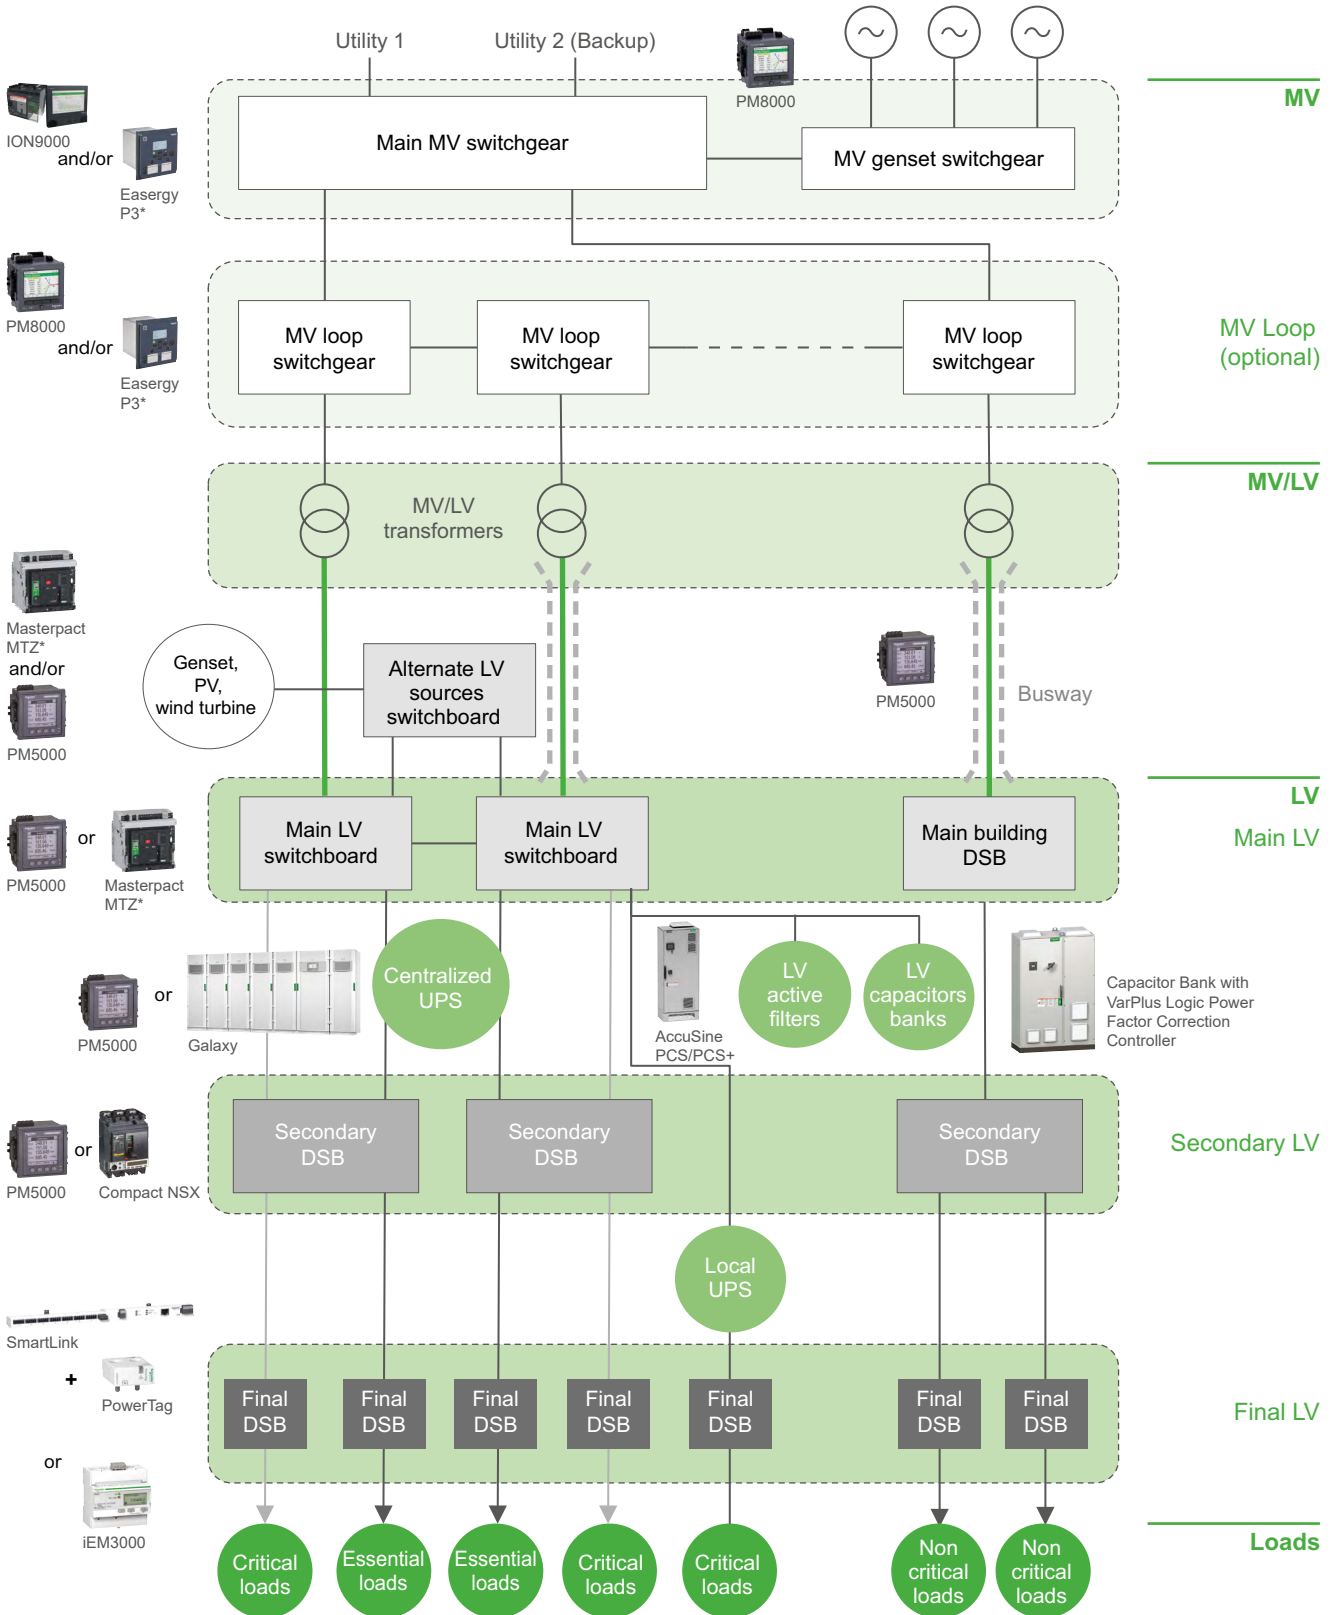 Utility 1
Utility 2 (Backup)
PM8000
MV
ION9000
and/or
Easergy
P3*
Main MV switchgear
MV genset switchgear
PM8000
and/or
Easergy
P3*
MV loop
switchgear
MV loop
switchgear
MV loop
switchgear
MV Loop
(optional)
MV/LV
transformers
MV/LV
Masterpact
MTZ*
and/or
PM5000
Genset,
PV,
wind turbine
Alternate LV
sources
switchboard
PM5000
Busway
LV
Main LV
PM5000
or
Masterpact
MTZ*
Main LV
switchboard
Main LV
switchboard
Main building
DSB
PM5000
or
Galaxy
Centralized
UPS
AccuSine
PCS/PCS+
LV
active
filters
LV
capacitors
banks
Capacitor Bank with
VarPlus Logic Power
Factor Correction
Controller
PM5000
or
Compact NSX
Secondary
DSB
Secondary
DSB
Secondary
DSB
Secondary LV
Local
UPS
SmartLink
+
PowerTag
or
iEM3000
Final
DSB
Final
DSB
Final
DSB
Final
DSB
Final
DSB
Final
DSB
Final
DSB
Final LV
Loads
Critical
loads
Essential
loads
Essential
loads
Critical
loads
Critical
loads
Non
critical
loads
Non
critical
loads